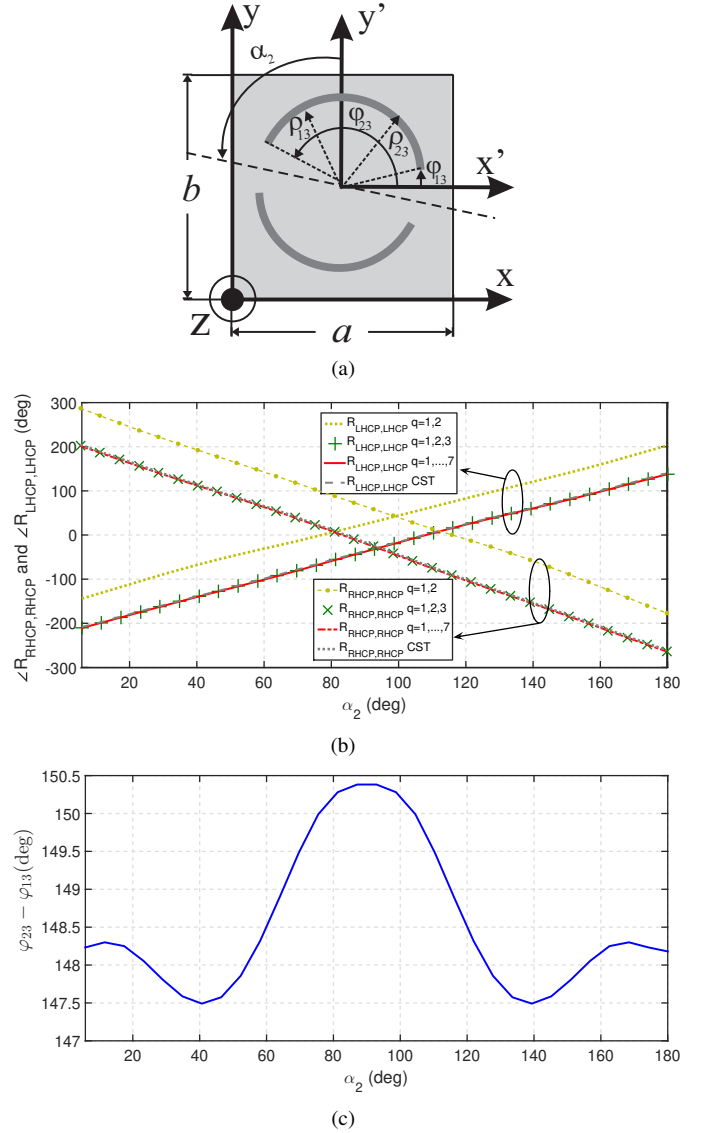 y
y'
α2
ρ13
φ23
ρ23
φ13
x'
b
x
z
a
(a)
∠RRHCP,RHCP and ∠RLHCP,LHCP (deg)
300
200
100
0
-100
-200
-300
RLHCP,LHCP q=1,2
RLHCP,LHCP q=1,2,3
RLHCP,LHCP q=1,...,7
RLHCP,LHCP CST
RRHCP,RHCP q=1,2
RRHCP,RHCP q=1,2,3
RRHCP,RHCP q=1,...,7
RRHCP,RHCP CST
20 40 60 80 100 120 140 160 180
α2 (deg)
(b)
φ23 − φ13(deg)
150.5
150
149.5
149
148.5
148
147.5
147
20 40 60 80 100 120 140 160 180
α2 (deg)
(c)